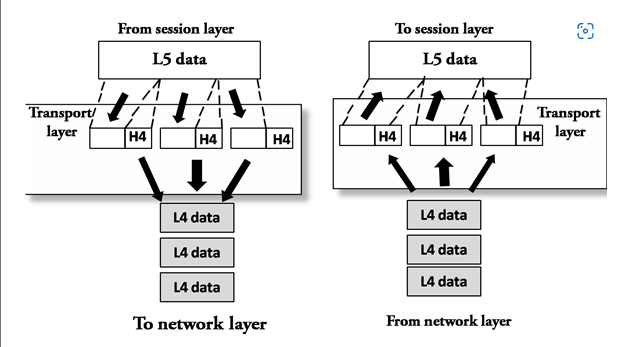 From session layer
L5 data
Transport
layer
H4
H4
H4
L4 data
L4 data
L4 data
To network layer
To session layer
L5 data
Transport
layer
H4
H4
H4
L4 data
L4 data
L4 data
From network layer